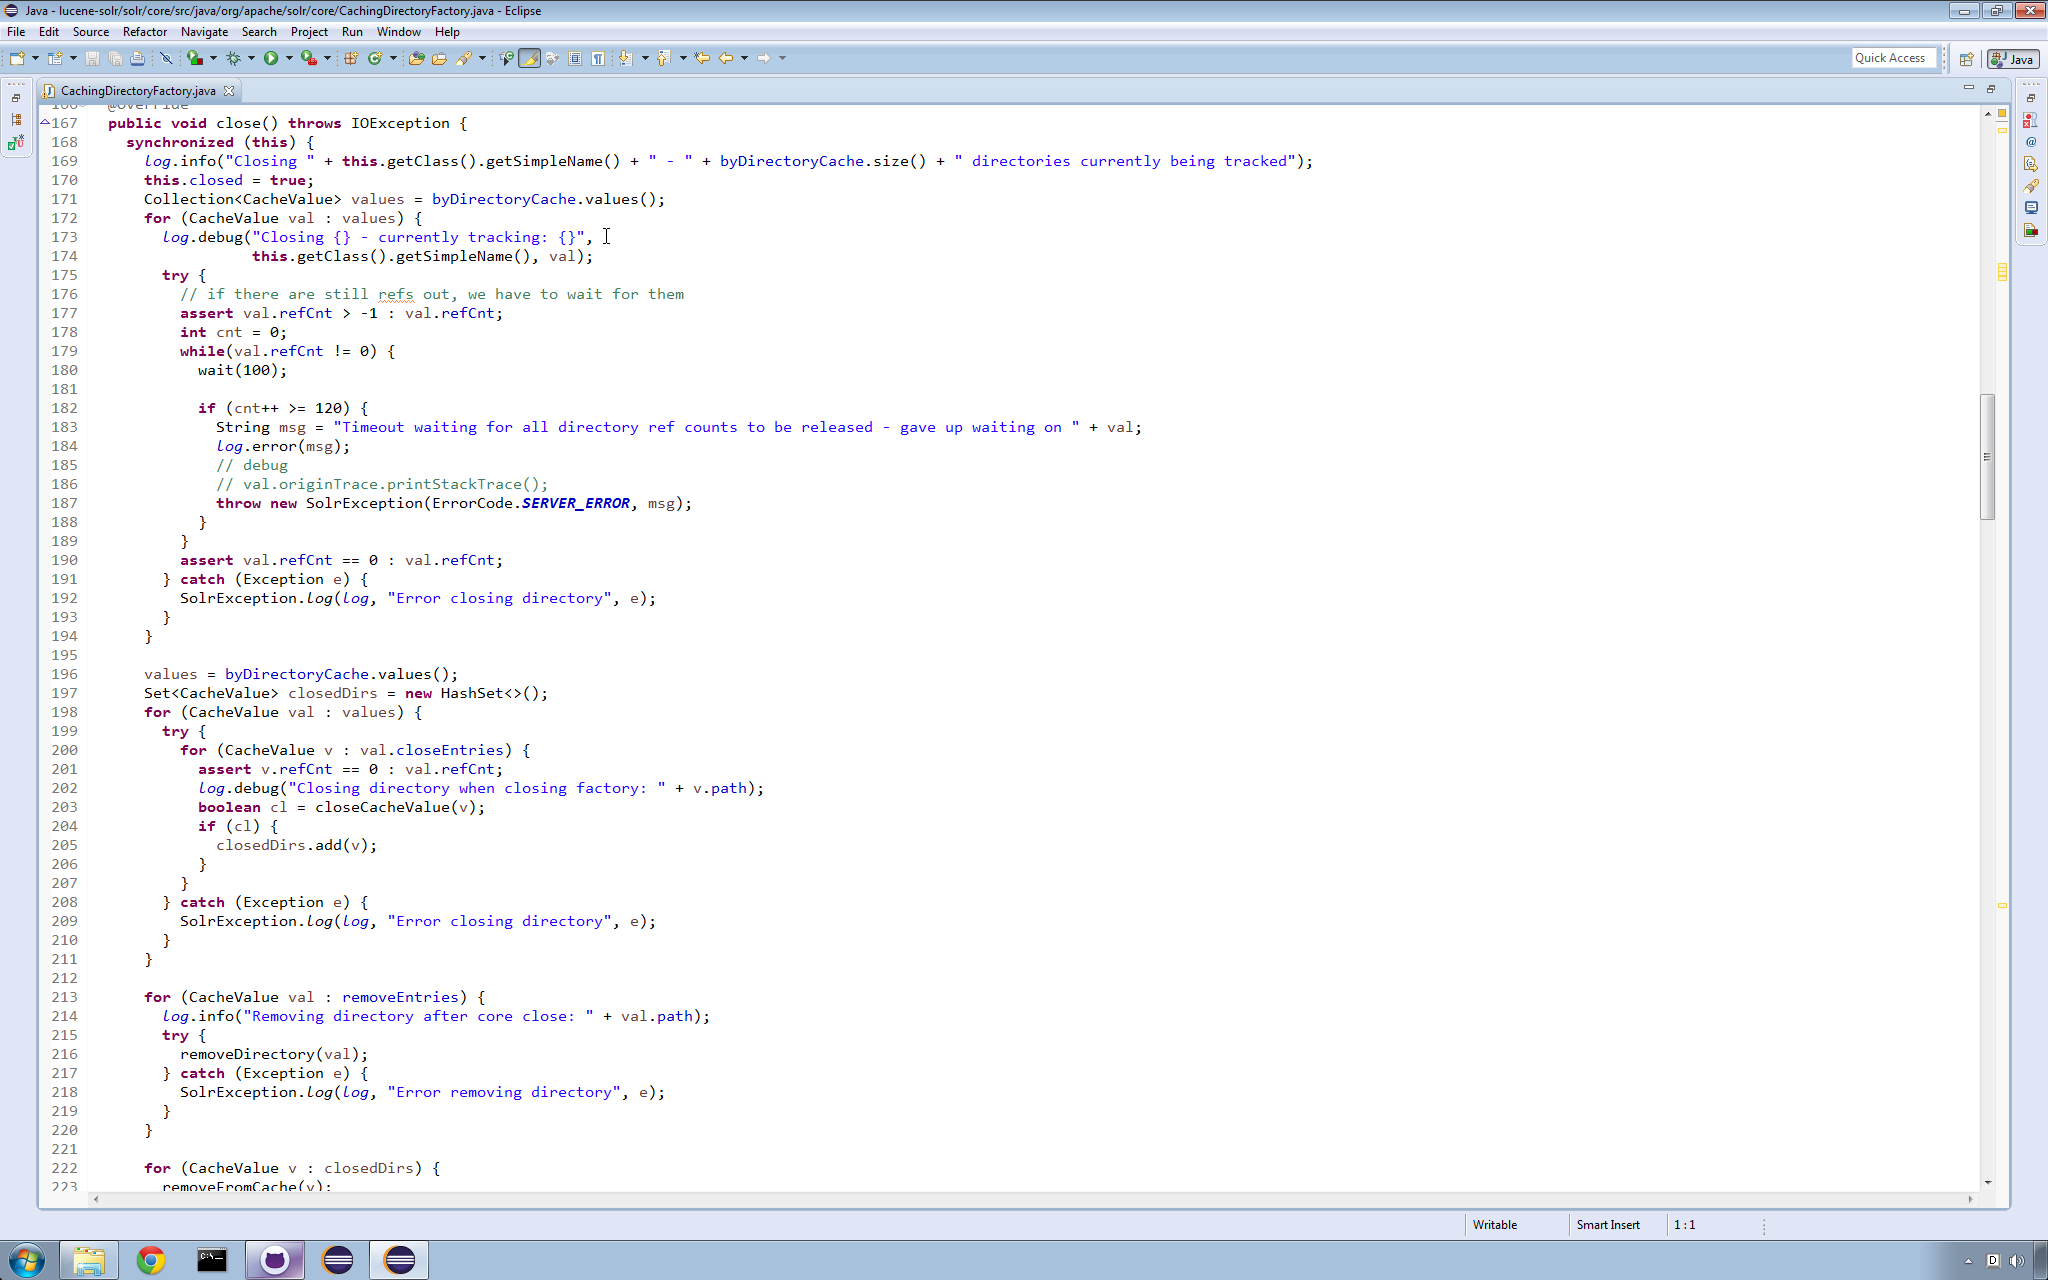 Java - lucene-solr/solr/core/src/java/org/apache/solr/core/CachingDirectoryFactory.java - Eclipse
File Edit Source Refactor Navigate Search Project Run Window Help
Quick Access
Java
CachingDirectoryFactory.java
166 @Override
167 public void close() throws IOException {
168 synchronized (this) {
169 log.info("Closing " + this.getClass().getSimpleName() + " - " + byDirectoryCache.size() + " directories currently being tracked");
170 this.closed = true;
171 Collection<CacheValue> values = byDirectoryCache.values();
172 for (CacheValue val : values) {
173 log.debug("Closing {} - currently tracking: {}",
174 this.getClass().getSimpleName(), val);
175 try {
176 // if there are still refs out, we have to wait for them
177 assert val.refCnt > -1 : val.refCnt;
178 int cnt = 0;
179 while(val.refCnt != 0) {
180 wait(100);
181
182 if (cnt++ >= 120) {
183 String msg = "Timeout waiting for all directory ref counts to be released - gave up waiting on " + val;
184 log.error(msg);
185 // debug
186 // val.originTrace.printStackTrace();
187 throw new SolrException(ErrorCode.SERVER_ERROR, msg);
188 }
189 }
190 assert val.refCnt == 0 : val.refCnt;
191 } catch (Exception e) {
192 SolrException.log(log, "Error closing directory", e);
193 }
194 }
195
196 values = byDirectoryCache.values();
197 Set<CacheValue> closedDirs = new HashSet<>();
198 for (CacheValue val : values) {
199 try {
200 for (CacheValue v : val.closeEntries) {
201 assert v.refCnt == 0 : val.refCnt;
202 log.debug("Closing directory when closing factory: " + v.path);
203 boolean cl = closeCacheValue(v);
204 if (cl) {
205 closedDirs.add(v);
206 }
207 }
208 } catch (Exception e) {
209 SolrException.log(log, "Error closing directory", e);
210 }
211 }
212
213 for (CacheValue val : removeEntries) {
214 log.info("Removing directory after core close: " + val.path);
215 try {
216 removeDirectory(val);
217 } catch (Exception e) {
218 SolrException.log(log, "Error removing directory", e);
219 }
220 }
221
222 for (CacheValue v : closedDirs) {
223 removeFromCache(v);
Writable Smart Insert 1 : 1
C:\
D